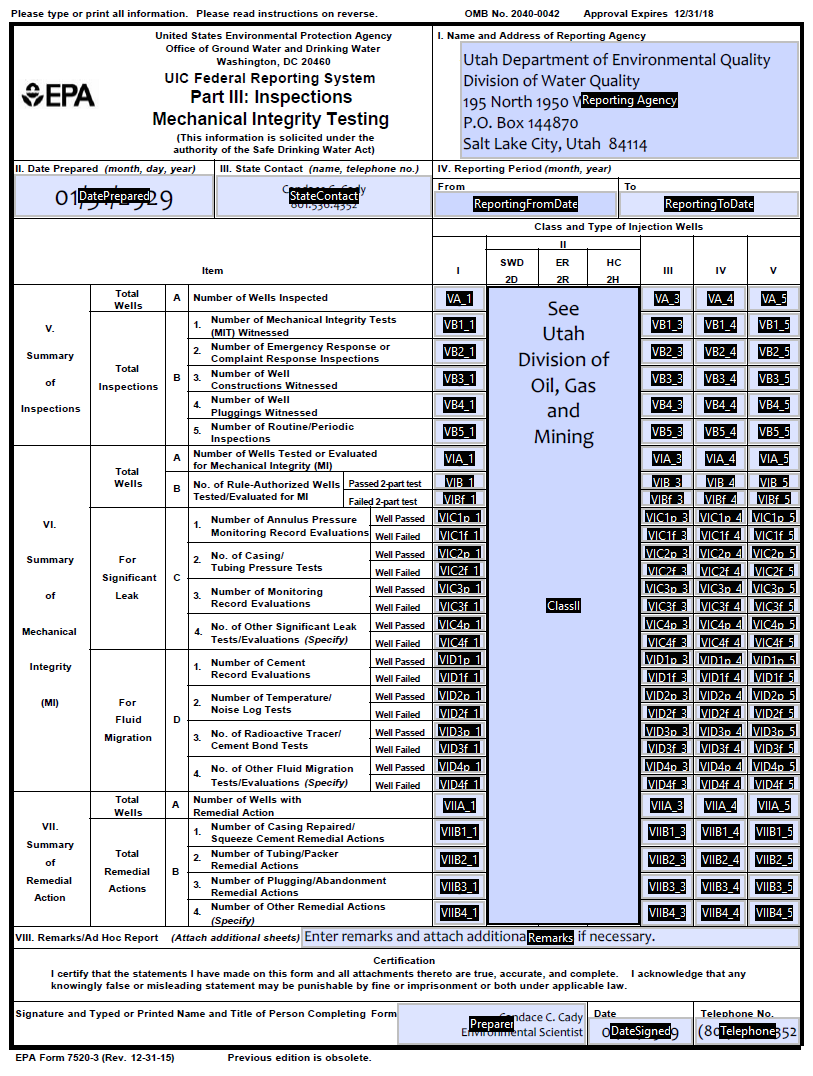 Please type or print all information. Please read instructions on reverse. OMB No. 2040-0042 Approval Expires 12/31/18
United States Environmental Protection Agency
Office of Ground Water and Drinking Water
Washington, DC 20460
UIC Federal Reporting System
Part III: Inspections
Mechanical Integrity Testing
(This information is solicited under the
authority of the Safe Drinking Water Act)
EPA
I. Name and Address of Reporting Agency
Utah Department of Environmental Quality
Division of Water Quality
195 North 1950 Reporting Agency
P.O. Box 144870
Salt Lake City, Utah 84114
II. Date Prepared (month, day, year) III. State Contact (name, telephone no.) IV. Reporting Period (month, year)
DatePrepared StateContact
From To
ReportingFromDate ReportingToDate
Class and Type of Injection Wells
Item I II III IV V
SWD ER HC
2D 2R 2H
See
Utah
Division of
Oil, Gas
and
Mining
ClassII
V.
Summary
of
Inspections
Total Wells A Number of Wells Inspected VA_1 VA_3 VA_4 VA_5
Total Inspections B
1. Number of Mechanical Integrity Tests (MIT) Witnessed VB1_1 VB1_3 VB1_4 VB1_5
2. Number of Emergency Response or Complaint Response Inspections VB2_1 VB2_3 VB2_4 VB2_5
3. Number of Well Constructions Witnessed VB3_1 VB3_3 VB3_4 VB3_5
4. Number of Well Pluggings Witnessed VB4_1 VB4_3 VB4_4 VB4_5
5. Number of Routine/Periodic Inspections VB5_1 VB5_3 VB5_4 VB5_5
VI.
Summary
of
Mechanical
Integrity
(MI)
Total Wells
A Number of Wells Tested or Evaluated for Mechanical Integrity (MI) VIA_1 VIA_3 VIA_4 VIA_5
B No. of Rule-Authorized Wells Tested/Evaluated for MI
Passed 2-part test VIB_1 VIB_3 VIB_4 VIB_5
Failed 2-part test VIBf_1 VIBf_3 VIBf_4 VIBf_5
For Significant Leak C
1. Number of Annulus Pressure Monitoring Record Evaluations
Well Passed VIC1p_1 VIC1p_3 VIC1p_4 VIC1p_5
Well Failed VIC1f_1 VIC1f_3 VIC1f_4 VIC1f_5
2. No. of Casing/ Tubing Pressure Tests
Well Passed VIC2p_1 VIC2p_3 VIC2p_4 VIC2p_5
Well Failed VIC2f_1 VIC2f_3 VIC2f_4 VIC2f_5
3. Number of Monitoring Record Evaluations
Well Passed VIC3p_1 VIC3p_3 VIC3p_4 VIC3p_5
Well Failed VIC3f_1 VIC3f_3 VIC3f_4 VIC3f_5
4. No. of Other Significant Leak Tests/Evaluations (Specify)
Well Passed VIC4p_1 VIC4p_3 VIC4p_4 VIC4p_5
Well Failed VIC4f_1 VIC4f_3 VIC4f_4 VIC4f_5
For Fluid Migration D
1. Number of Cement Record Evaluations
Well Passed VID1p_1 VID1p_3 VID1p_4 VID1p_5
Well Failed VID1f_1 VID1f_3 VID1f_4 VID1f_5
2. Number of Temperature/ Noise Log Tests
Well Passed VID2p_1 VID2p_3 VID2p_4 VID2p_5
Well Failed VID2f_1 VID2f_3 VID2f_4 VID2f_5
3. No. of Radioactive Tracer/ Cement Bond Tests
Well Passed VID3p_1 VID3p_3 VID3p_4 VID3p_5
Well Failed VID3f_1 VID3f_3 VID3f_4 VID3f_5
4. No. of Other Fluid Migration Tests/Evaluations (Specify)
Well Passed VID4p_1 VID4p_3 VID4p_4 VID4p_5
Well Failed VID4f_1 VID4f_3 VID4f_4 VID4f_5
VII.
Summary
of
Remedial
Action
Total Wells A Number of Wells with Remedial Action VIIA_1 VIIA_3 VIIA_4 VIIA_5
Total Remedial Actions B
1. Number of Casing Repaired/ Squeeze Cement Remedial Actions VIIB1_1 VIIB1_3 VIIB1_4 VIIB1_5
2. Number of Tubing/Packer Remedial Actions VIIB2_1 VIIB2_3 VIIB2_4 VIIB2_5
3. Number of Plugging/Abandonment Remedial Actions VIIB3_1 VIIB3_3 VIIB3_4 VIIB3_5
4. Number of Other Remedial Actions (Specify) VIIB4_1 VIIB4_3 VIIB4_4 VIIB4_5
VIII. Remarks/Ad Hoc Report (Attach additional sheets) Enter remarks and attach Remarks if necessary.
Certification
I certify that the statements I have made on this form and all attachments thereto are true, accurate, and complete. I acknowledge that any
knowingly false or misleading statement may be punishable by fine or imprisonment or both under applicable law.
Signature and Typed or Printed Name and Title of Person Completing Form Date Telephone No.
Preparer C. Cady
Scientist DateSigned Telephone
EPA Form 7520-3 (Rev. 12-31-15) Previous edition is obsolete.